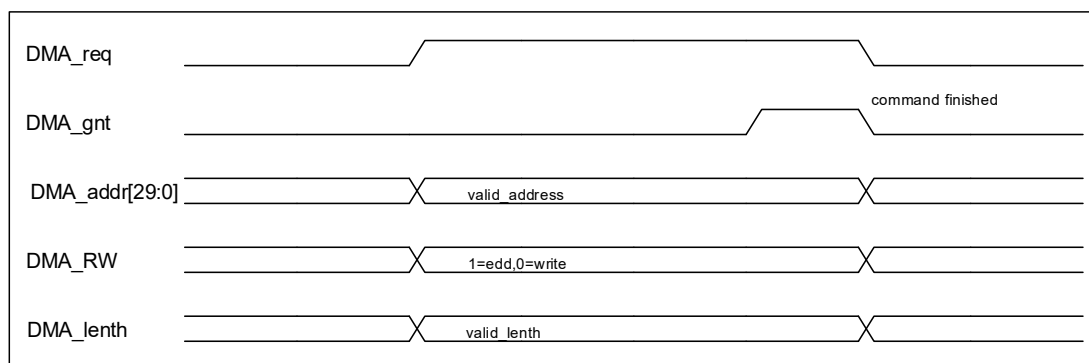 DMA_req
command finished
DMA_gnt
DMA_addr[29:0]
valid_address
DMA_RW
1=edd,0=write
DMA_lenth
valid_lenth